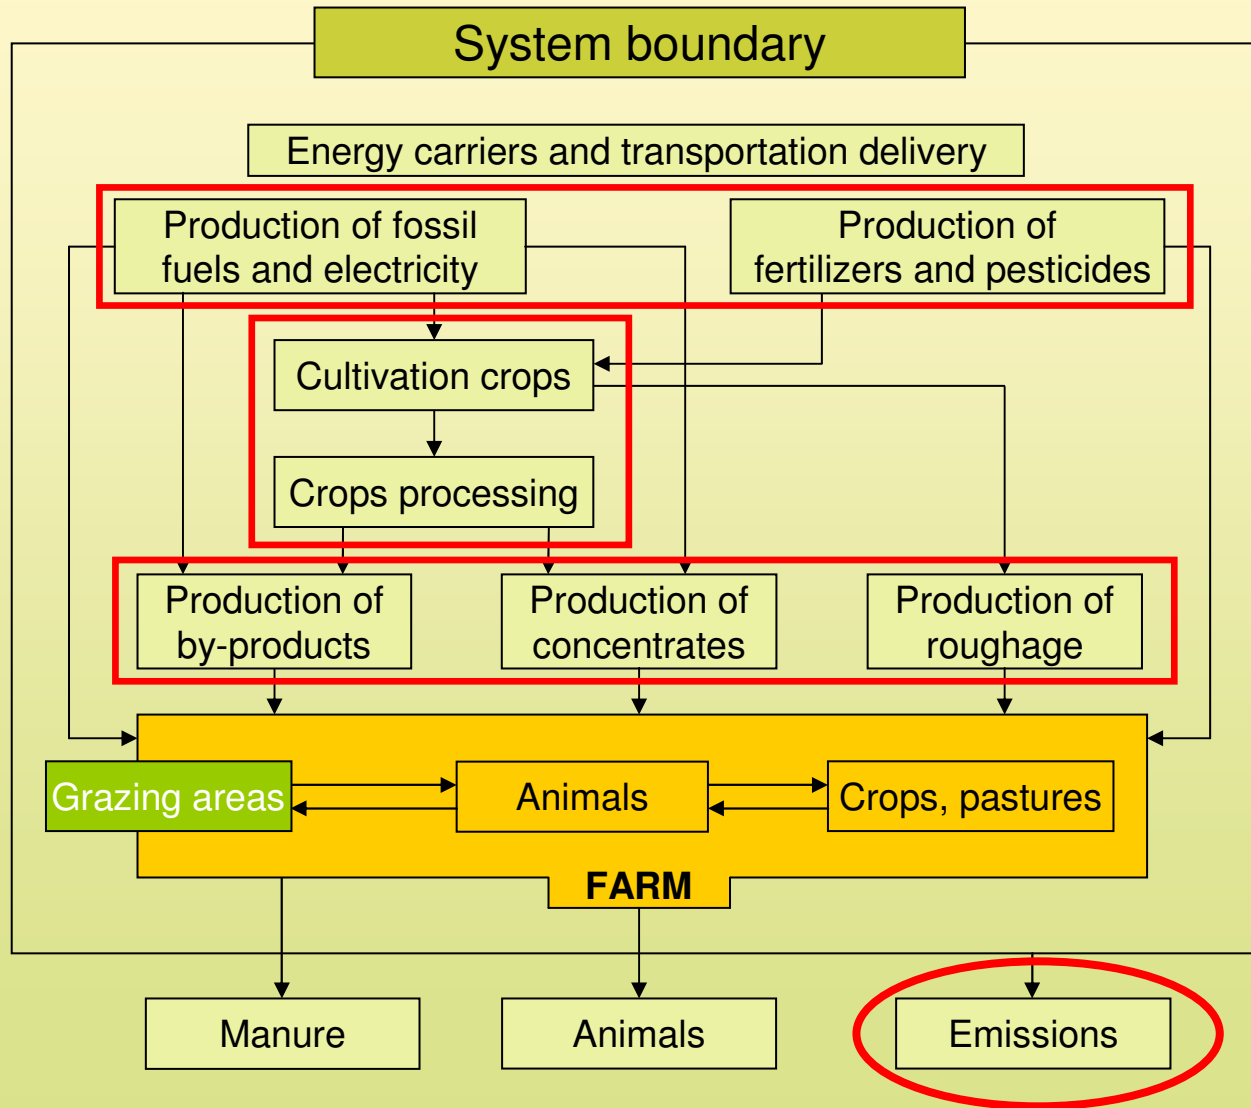 System boundary
Energy carriers and transportation delivery
Production of fossil
fuels and electricity
Production of
fertilizers and pesticides
Cultivation crops
Crops processing
Production of
by-products
Production of
concentrates
Production of
roughage
Grazing areas
Animals
Crops, pastures
FARM
Manure
Animals
Emissions